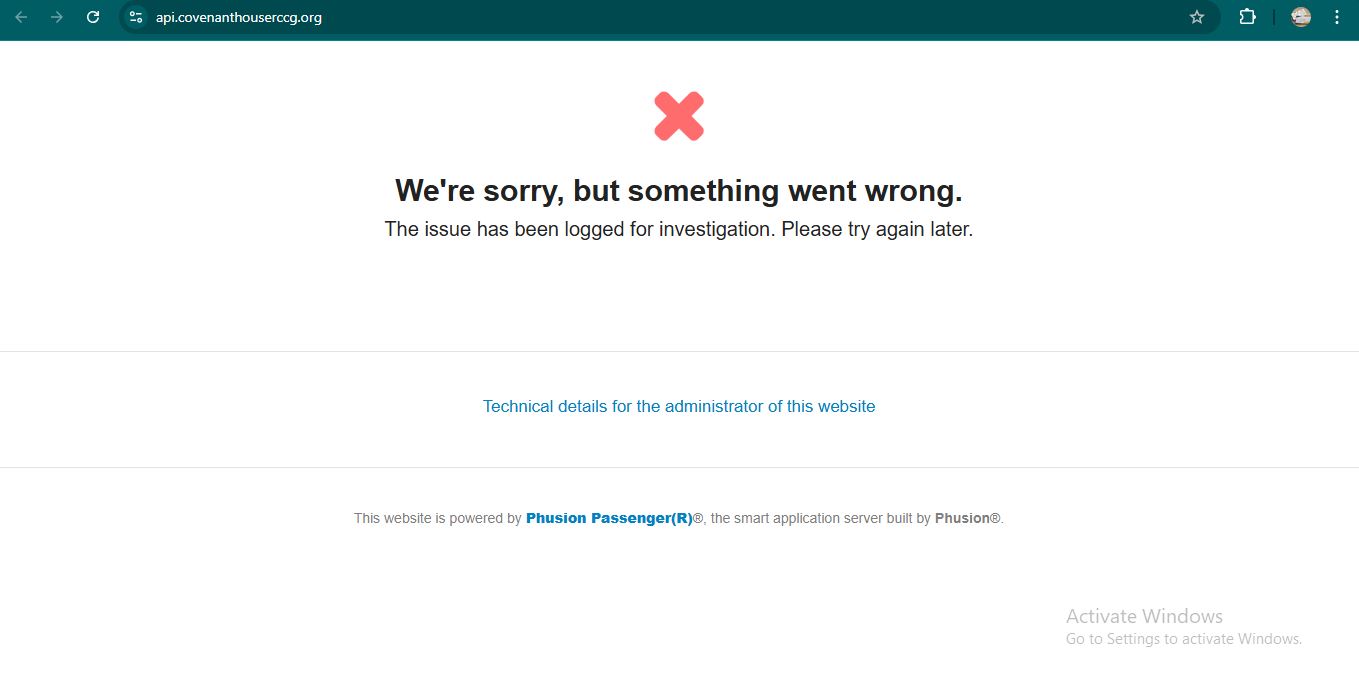 api.covenanthouserccg.org
We're sorry, but something went wrong.
The issue has been logged for investigation. Please try again later.
Technical details for the administrator of this website
This website is powered by Phusion Passenger(R)®, the smart application server built by Phusion®.
Activate Windows
Go to Settings to activate Windows.